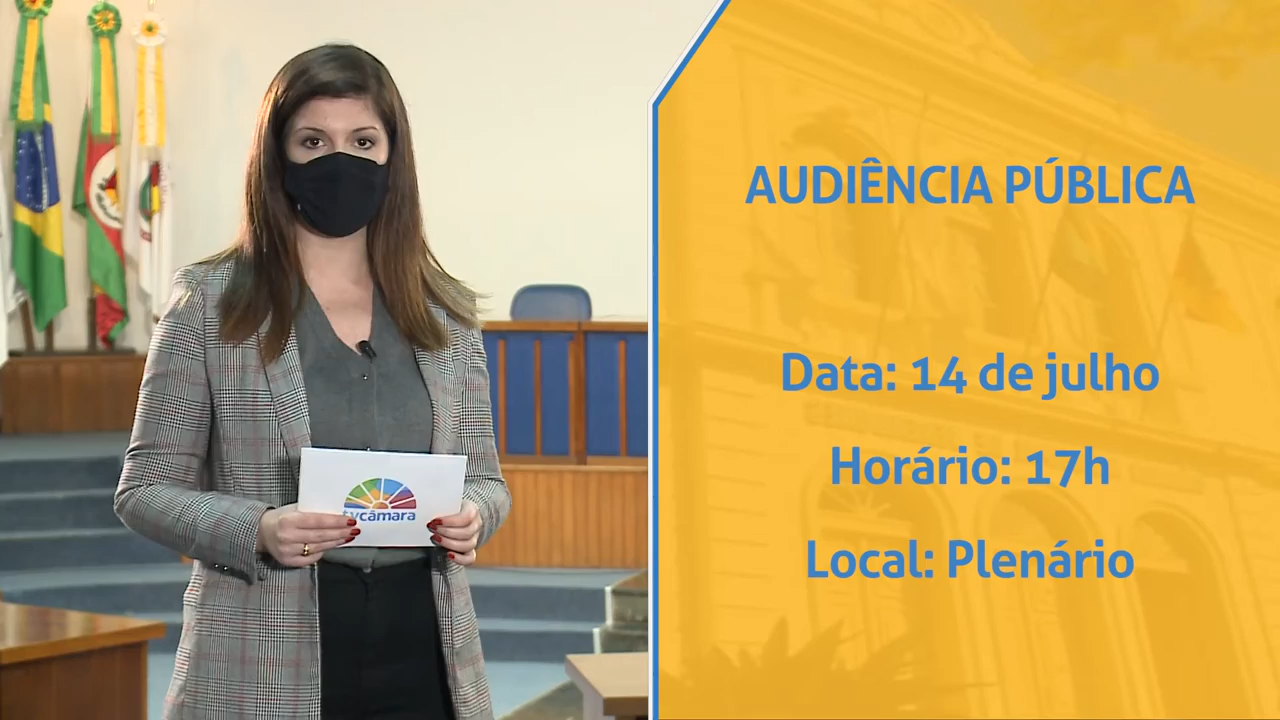 tvcâmara
AUDIÊNCIA PÚBLICA
Data: 14 de julho
Horário: 17h
Local: Plenário